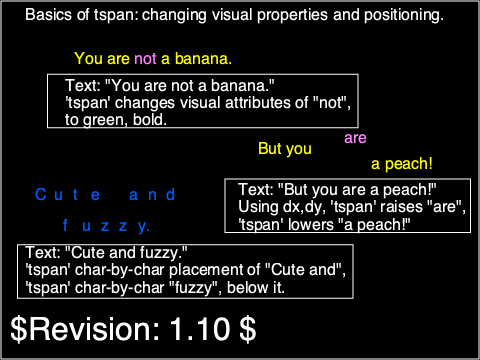 Basics of tspan: changing visual properties and positioning.
You are not a banana.
Text: "You are not a banana."
'tspan' changes visual attributes of "not",
to green, bold.
But you are a peach!
Text: "But you are a peach!"
Using dx,dy, 'tspan' raises "are",
'tspan' lowers "a peach!"
C u t e a n d
f u z z y.
Text: "Cute and fuzzy."
'tspan' char-by-char placement of "Cute and",
'tspan' char-by-char "fuzzy", below it.
$Revision: 1.10 $